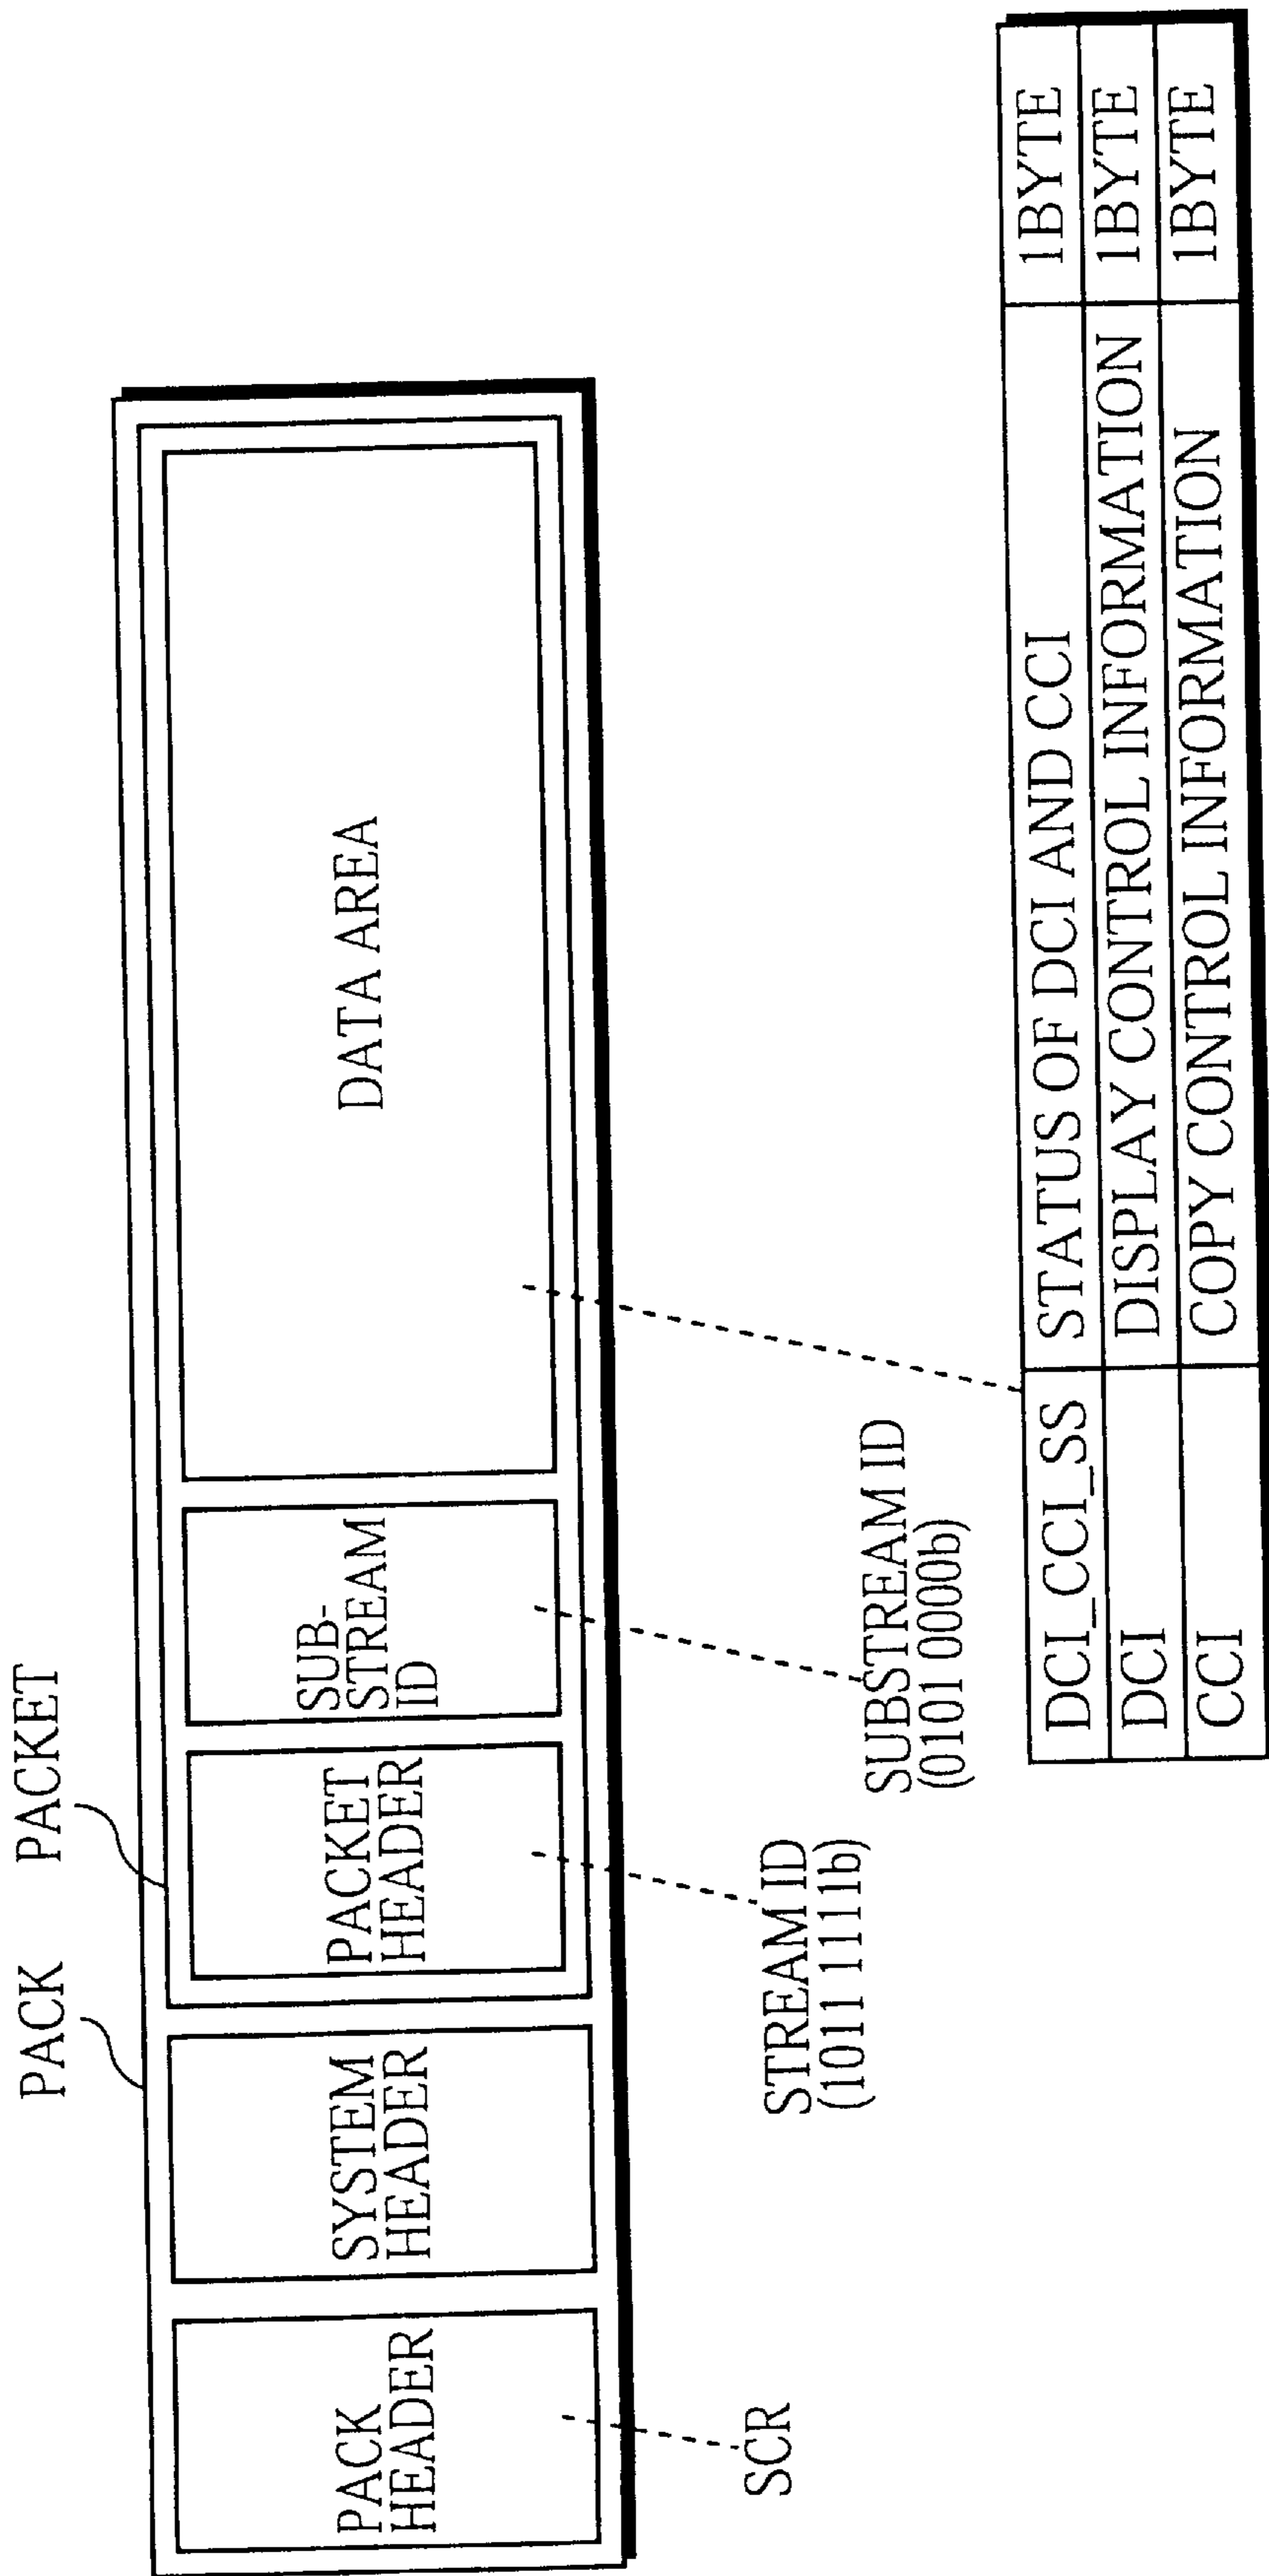 PACK
PACKET
PACK
HEADER
SYSTEM
HEADER
PACKET
HEADER
SUB-
STREAM
ID
DATA AREA
SCR
STREAM ID
(1011 1111b)
SUBSTREAM ID
(0101 0000b)
DCI_CCI_SS STATUS OF DCI AND CCI 1BYTE
DCI DISPLAY CONTROL INFORMATION 1BYTE
CCI COPY CONTROL INFORMATION 1BYTE